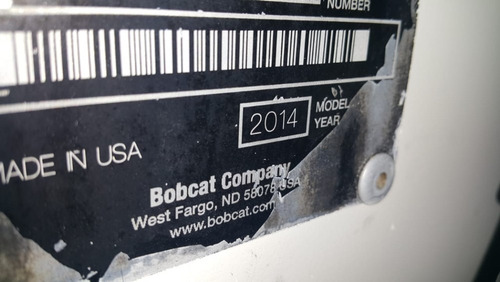 NUMBER
MADE IN USA
2014
MODEL
YEAR
Bobcat Company
West Fargo, ND 58078 USA
www.bobcat.com